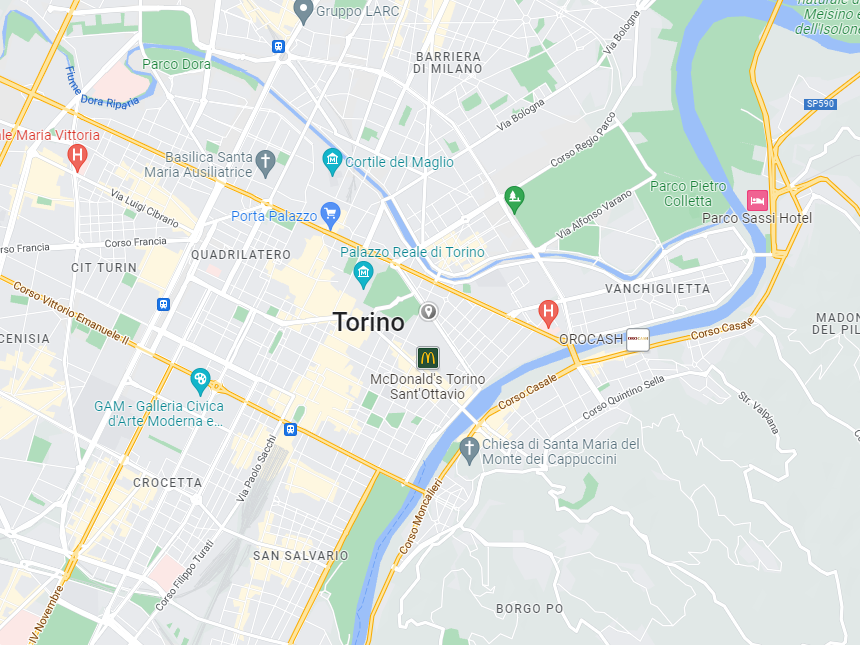 Gruppo LARC
naturale di
Meisino e
dell'Isolone
BARRIERA
DI MILANO
Via Bologna
Parco Dora
Fiume
Dora Riparia
SP590
Via Bologna
ale Maria Vittoria
Basilica Santa
Maria Ausiliatrice
Cortile del Maglio
Corso Regio Parco
Via Luigi Cibrario
Porta Palazzo
Via Alfonso Varano
Parco Pietro
Colletta
Parco Sassi Hotel
orso Francia
Corso Francia
QUADRILATERO
Palazzo Reale di Torino
CIT TURIN
Corso Vittorio Emanuele II
VANCHIGLIETTA
Torino
MADON
DEL PIL
CENISIA
OROCASH
Corso Casale
McDonald's Torino
Sant'Ottavio
Corso Casale
Corso Quintino Sella
Str. Valpiana
GAM - Galleria Civica
d'Arte Moderna e...
Chiesa di Santa Maria del
Monte dei Cappuccini
Via Paolo Sacchi
CROCETTA
Corso Moncalieri
SAN SALVARIO
Corso Filippo Turati
IV Novembre
BORGO PO